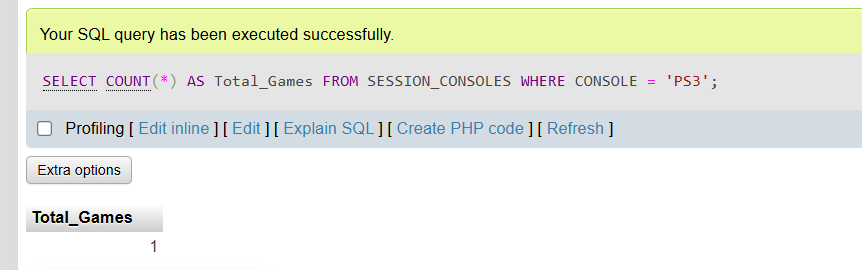 Your SQL query has been executed successfully.
SELECT COUNT(*) AS Total_Games FROM SESSION_CONSOLES WHERE CONSOLE = 'PS3';
Profiling [ Edit inline ] [ Edit ] [ Explain SQL ] [ Create PHP code ] [ Refresh ]
Extra options
Total_Games
1